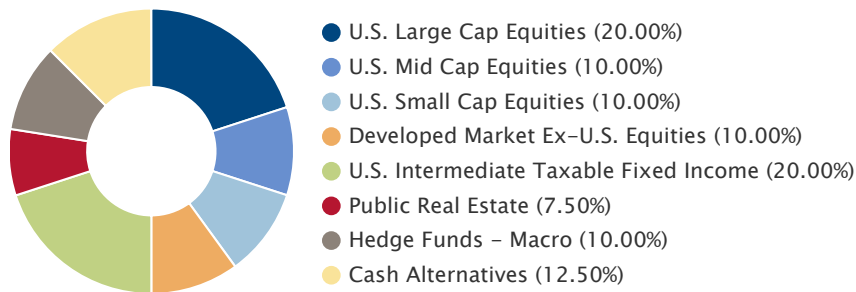 U.S. Large Cap Equities (20.00%)
U.S. Mid Cap Equities (10.00%)
U.S. Small Cap Equities (10.00%)
Developed Market Ex-U.S. Equities (10.00%)
U.S. Intermediate Taxable Fixed Income (20.00%)
Public Real Estate (7.50%)
Hedge Funds - Macro (10.00%)
Cash Alternatives (12.50%)